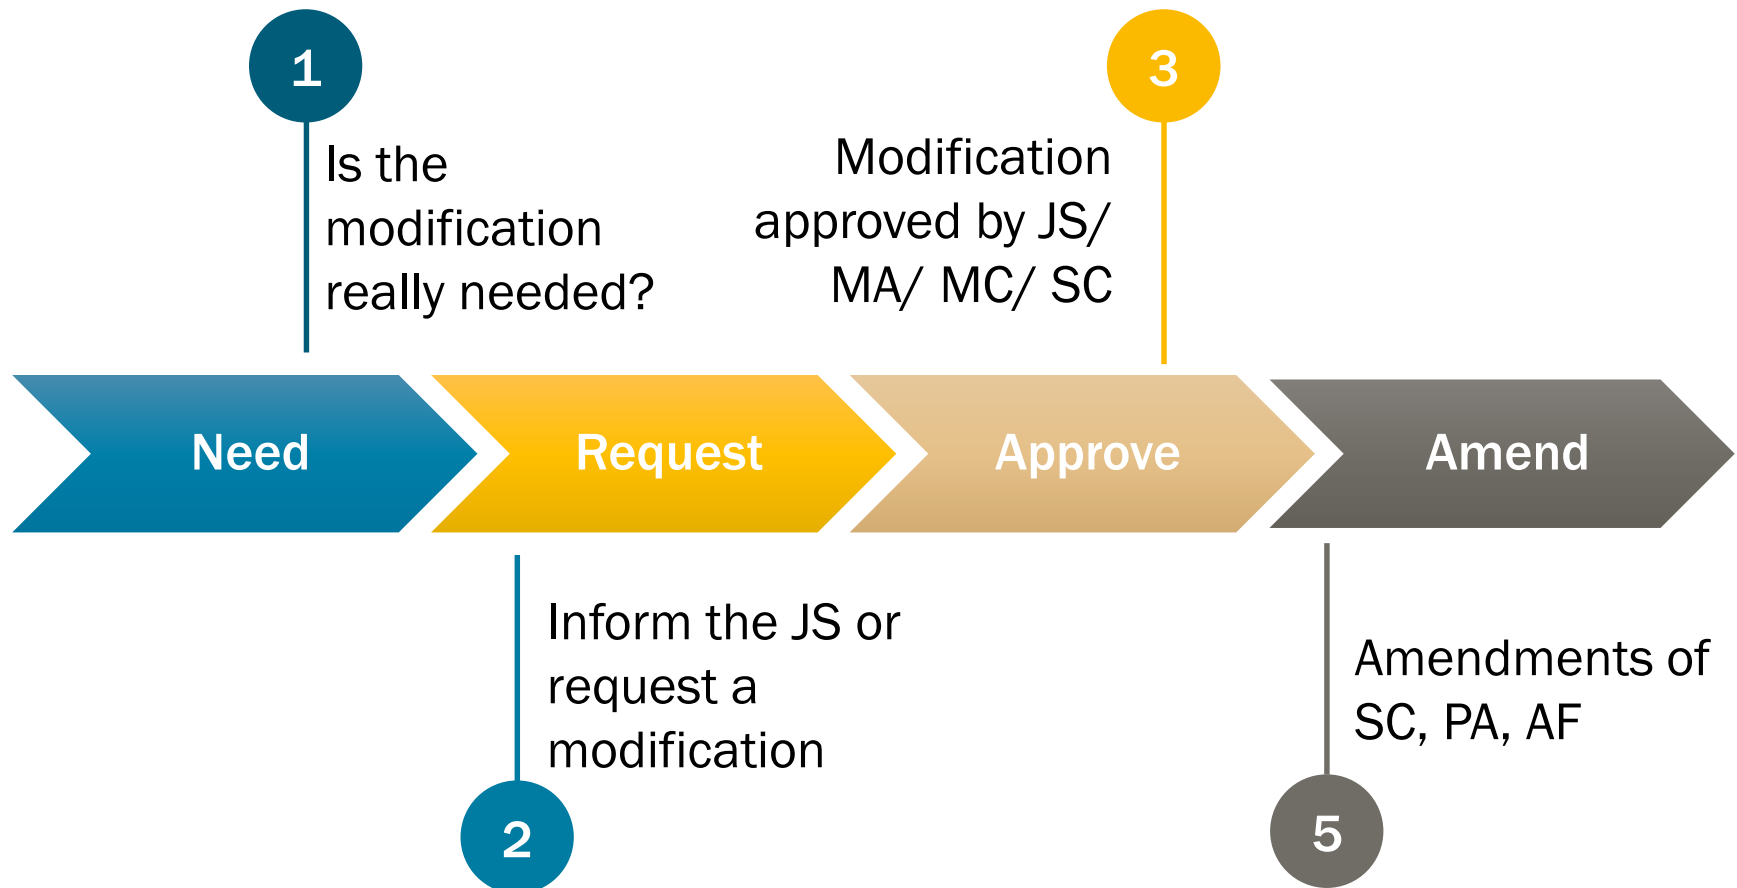 1
Is the
modification
really needed?
3
Modification
approved by JS/
MA/ MC/ SC
Need
Request
Approve
Amend
Inform the JS or
request a
modification
2
Amendments of
SC, PA, AF
5